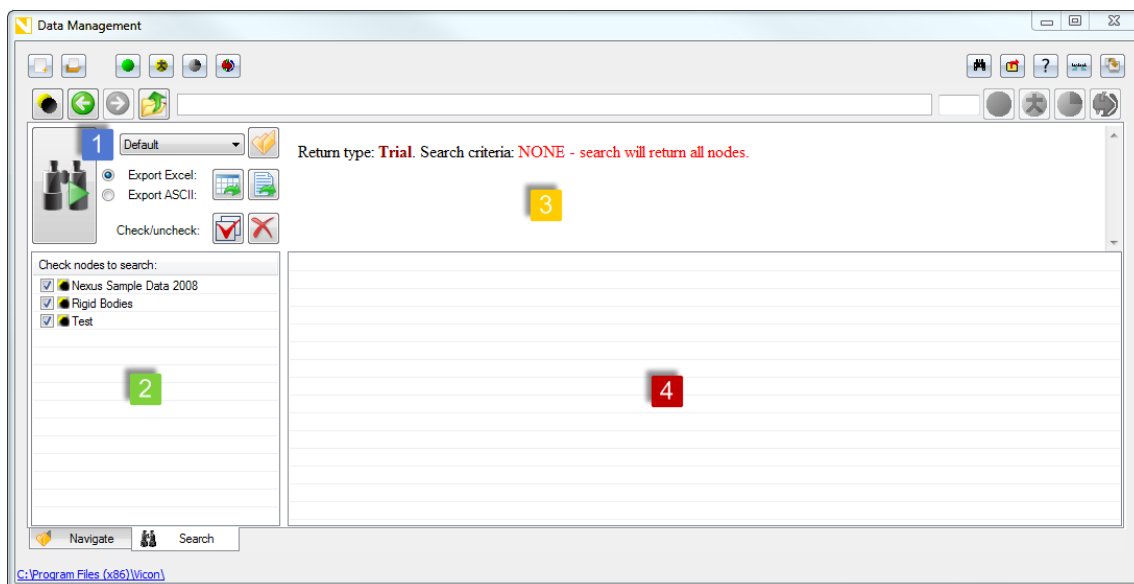 Data Management
?
1
Default
Export Excel:
Export ASCII:
Check/uncheck:
Return type: Trial. Search criteria: NONE - search will return all nodes.
3
Check nodes to search:
Nexus Sample Data 2008
Rigid Bodies
Test
2
4
Navigate
Search
C:\Program Files (x86)\Vicon\